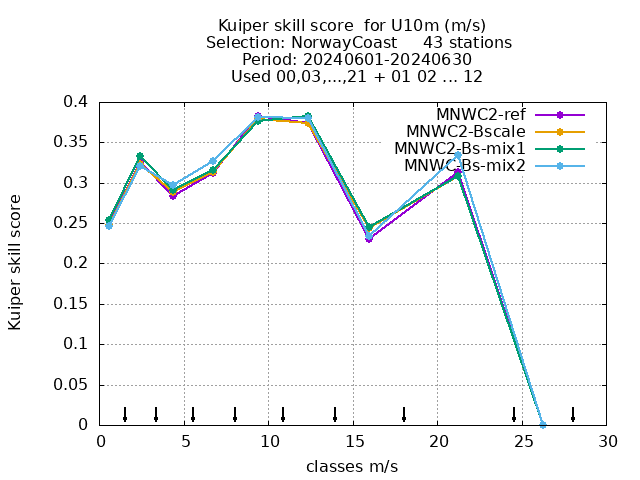 Kuiper skill score  for U10m (m/s)
Selection: NorwayCoast     43 stations
Period: 20240601-20240630
Used 00,03,...,21 + 01 02 ... 12
MNWC2-ref
MNWC2-Bscale
MNWC2-Bs-mix1
MNWC-Bs-mix2
0.4
0.35
0.3
0.25
0.2
0.15
0.1
0.05
0
Kuiper skill score
0 5 10 15 20 25 30
classes m/s